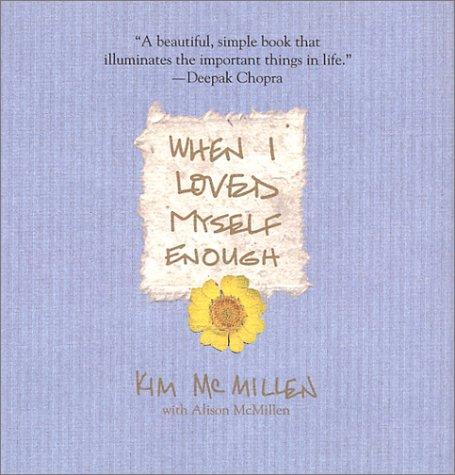 “A beautiful, simple book that
illuminates the important things in life.”
—Deepak Chopra
WHEN I
LOVED
MYSELF
ENOUGH
KIM MCMILLEN
with Alison McMillen